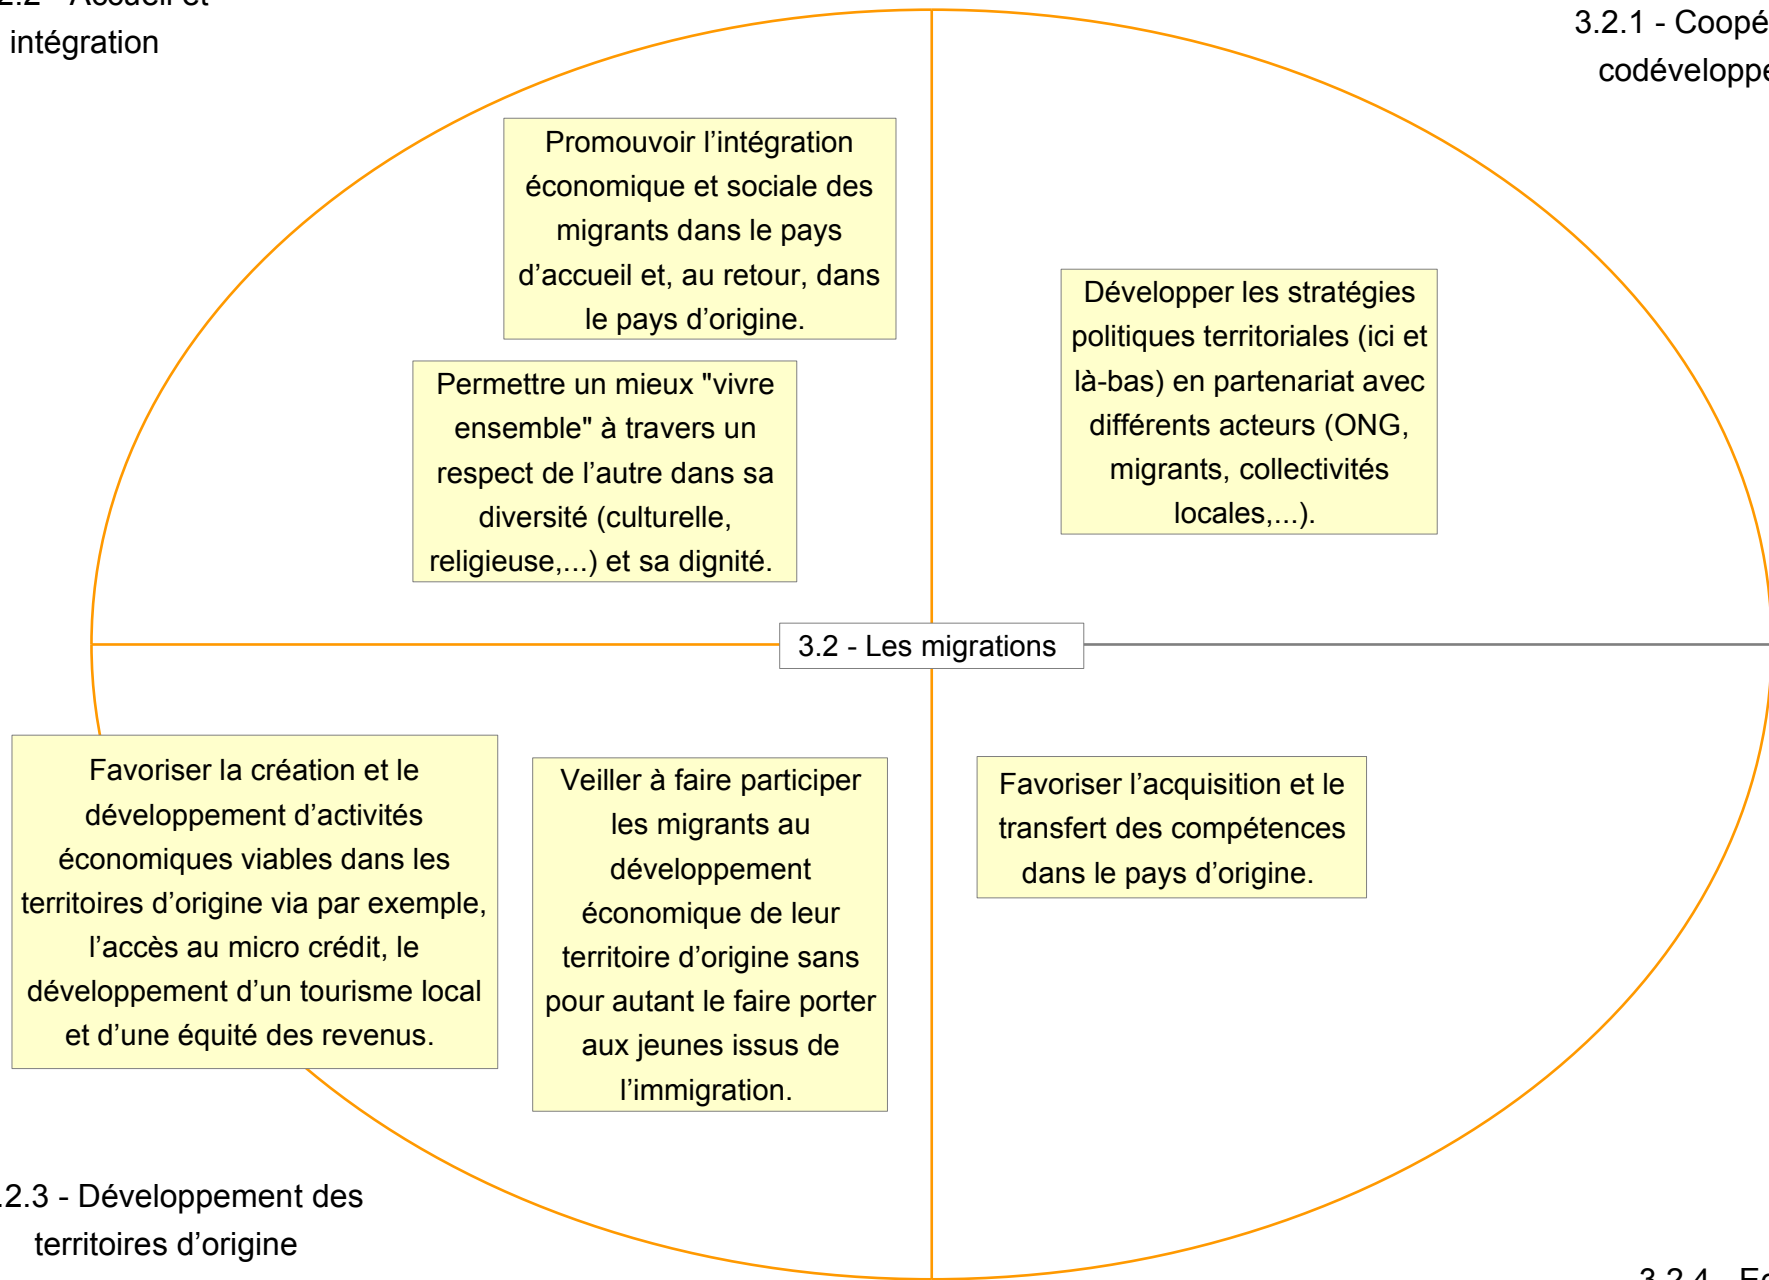 intégration
3.2.1 - Coopé
codéveloppe
Promouvoir l’intégration
économique et sociale des
migrants dans le pays
d’accueil et, au retour, dans
le pays d’origine.
Développer les stratégies
politiques territoriales (ici et
là-bas) en partenariat avec
différents acteurs (ONG,
migrants, collectivités
locales,...).
Permettre un mieux "vivre
ensemble" à travers un
respect de l’autre dans sa
diversité (culturelle,
religieuse,...) et sa dignité.
3.2 - Les migrations
Favoriser la création et le
développement d’activités
économiques viables dans les
territoires d’origine via par exemple,
l’accès au micro crédit, le
développement d’un tourisme local
et d’une équité des revenus.
Veiller à faire participer
les migrants au
développement
économique de leur
territoire d’origine sans
pour autant le faire porter
aux jeunes issus de
l’immigration.
Favoriser l’acquisition et le
transfert des compétences
dans le pays d’origine.
.2.3 - Développement des
territoires d’origine